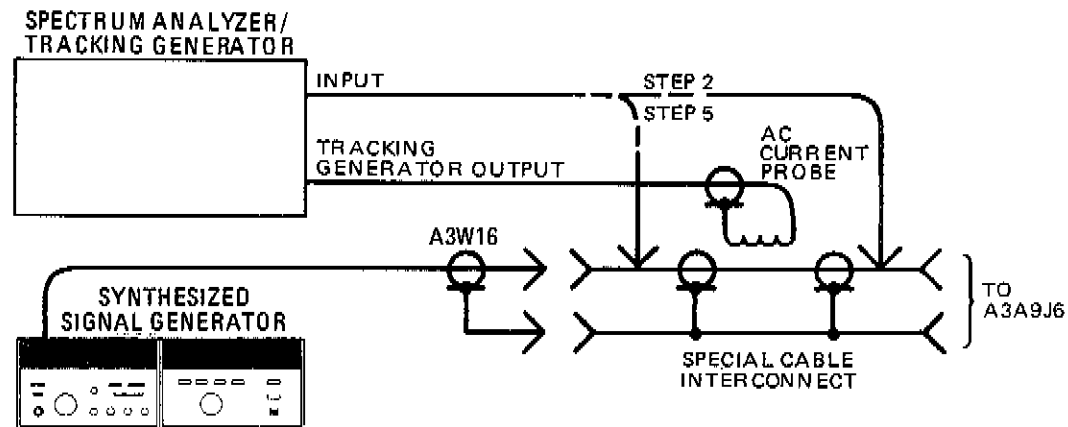 SPECTRUM ANALYZER/
TRACKING GENERATOR
INPUT
STEP 2
STEP 5
TRACKING
GENERATOR OUTPUT
AC
CURRENT
PROBE
A3W16
SYNTHESIZED
SIGNAL GENERATOR
TO
A3A9J6
SPECIAL CABLE
INTERCONNECT